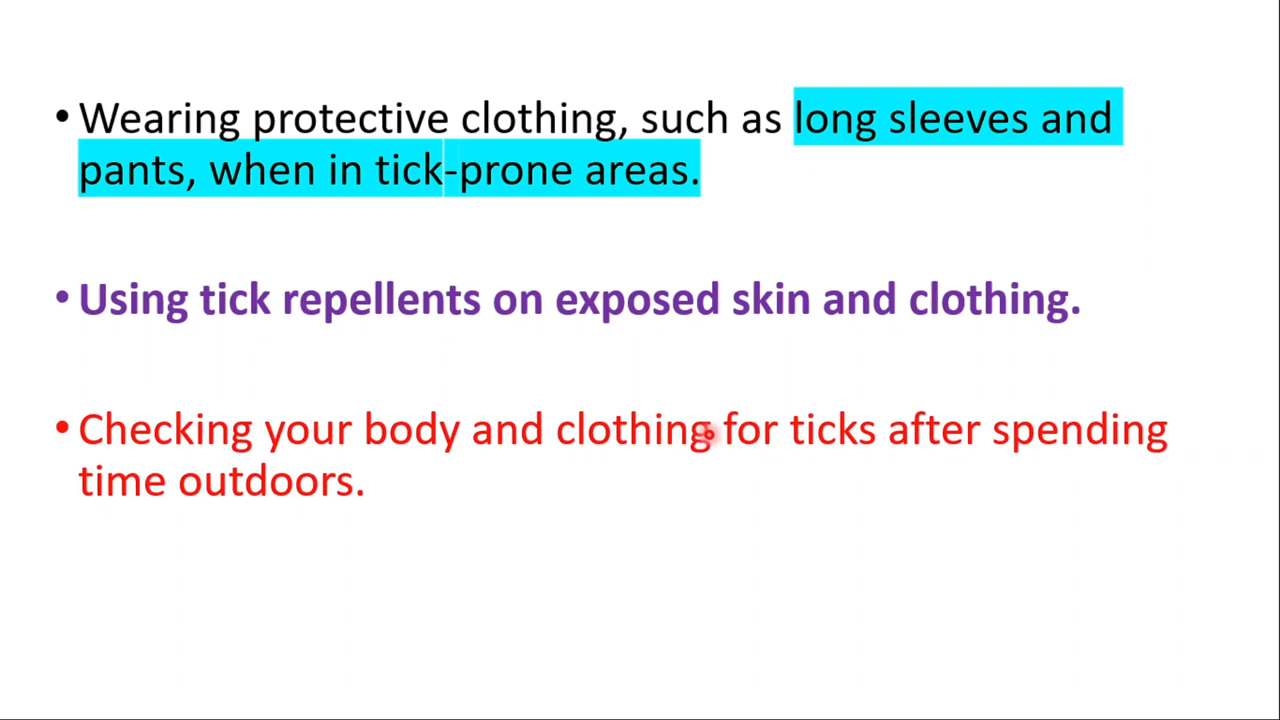 • Wearing protective clothing, such as long sleeves and
pants, when in tick-prone areas.
• Using tick repellents on exposed skin and clothing.
• Checking your body and clothing for ticks after spending
time outdoors.